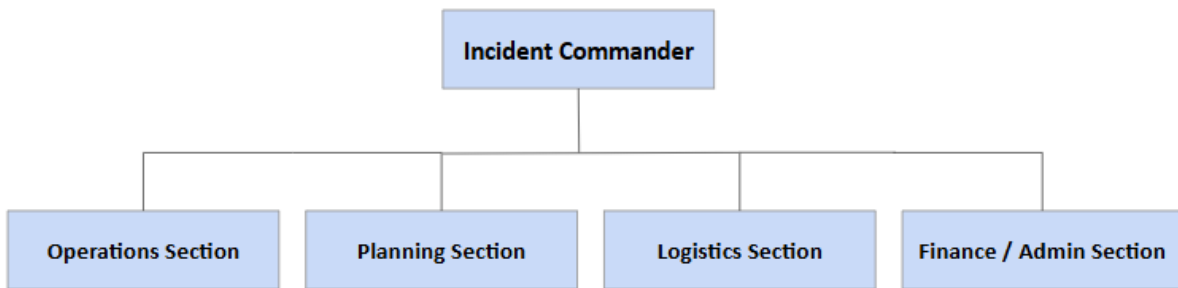 Incident Commander
Operations Section
Planning Section
Logistics Section
Finance / Admin Section